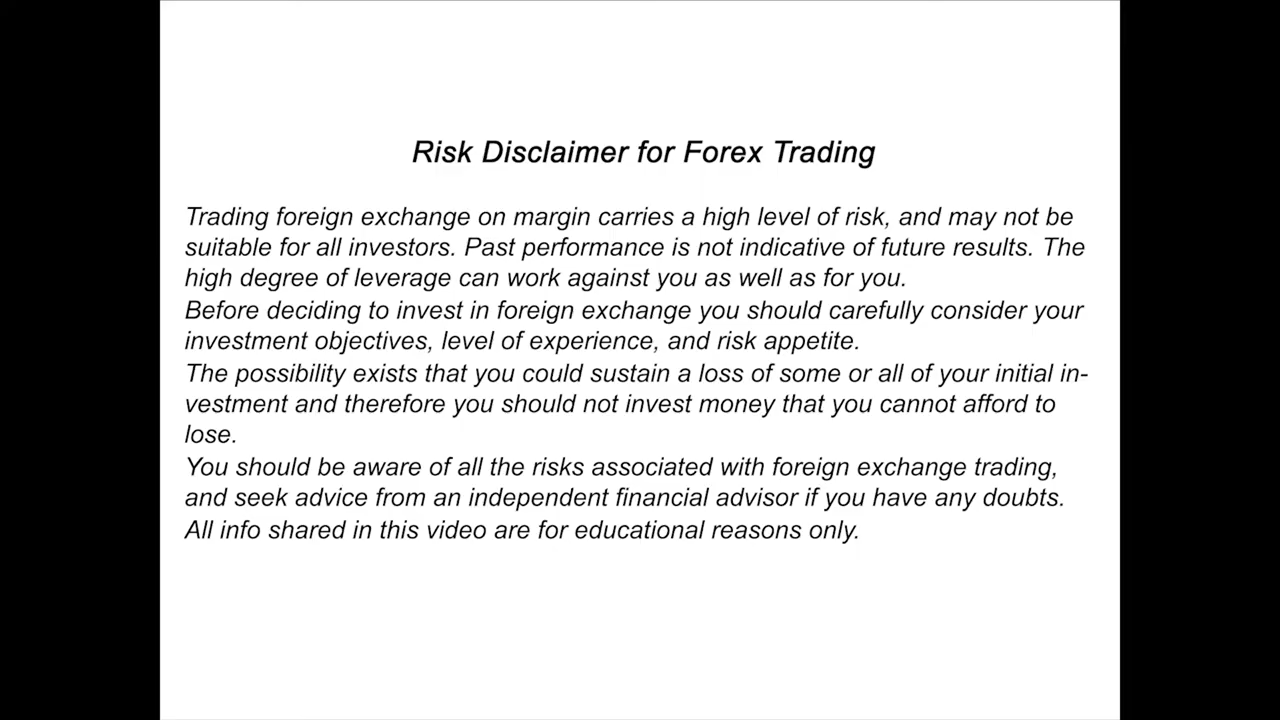 Risk Disclaimer for Forex Trading
Trading foreign exchange on margin carries a high level of risk, and may not be
suitable for all investors. Past performance is not indicative of future results. The
high degree of leverage can work against you as well as for you.
Before deciding to invest in foreign exchange you should carefully consider your
investment objectives, level of experience, and risk appetite.
The possibility exists that you could sustain a loss of some or all of your initial in-
vestment and therefore you should not invest money that you cannot afford to
lose.
You should be aware of all the risks associated with foreign exchange trading,
and seek advice from an independent financial advisor if you have any doubts.
All info shared in this video are for educational reasons only.